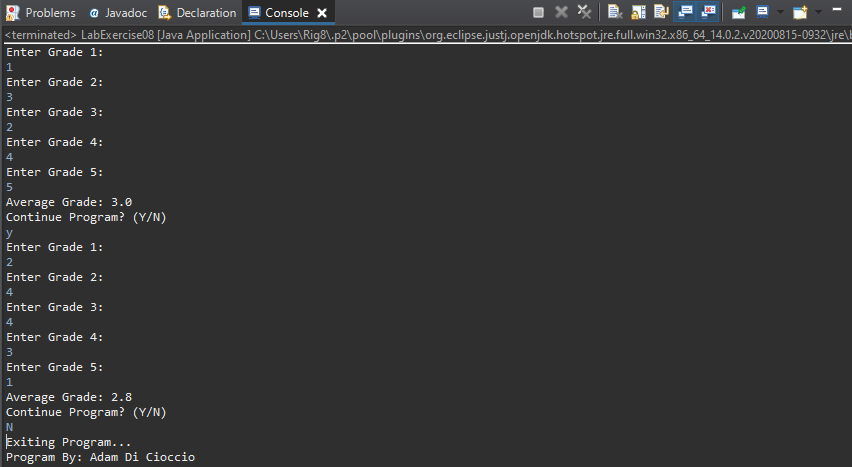 Problems @ Javadoc Declaration Console
<terminated> LabExercise08 [Java Application] C:\Users\Rig8\.p2\pool\plugins\org.eclipse.justj.openjdk.hotspot.jre.full.win32.x86_64_14.0.2.v20200815-0932\jre\b
Enter Grade 1:
1
Enter Grade 2:
3
Enter Grade 3:
2
Enter Grade 4:
4
Enter Grade 5:
5
Average Grade: 3.0
Continue Program? (Y/N)
y
Enter Grade 1:
2
Enter Grade 2:
4
Enter Grade 3:
4
Enter Grade 4:
3
Enter Grade 5:
1
Average Grade: 2.8
Continue Program? (Y/N)
N
Exiting Program...
Program By: Adam Di Cioccio